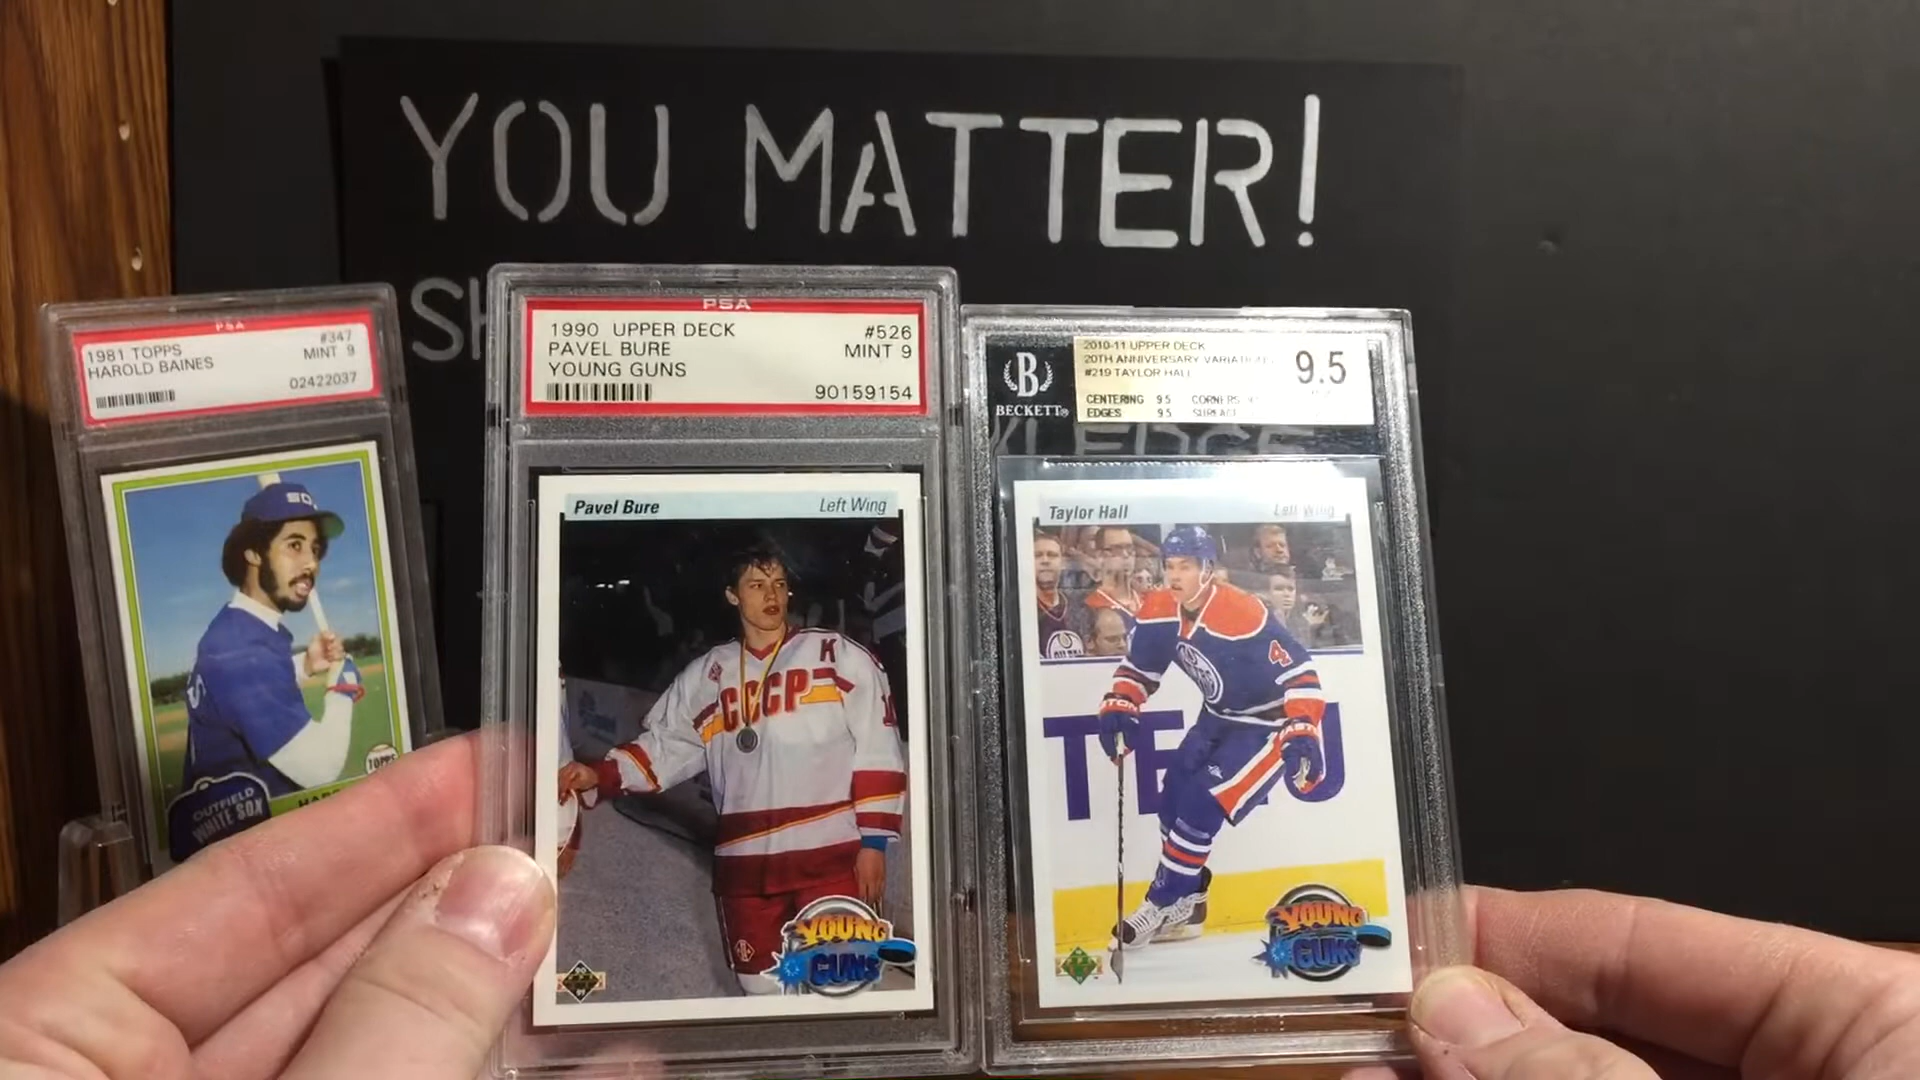 YOU MATTER!
PSA
1981 TOPPS #347
HAROLD BAINES MINT 9
02422037
OUTFIELD
WHITE SOX
TOPPS
PSA
1990 UPPER DECK #526
PAVEL BURE MINT 9
YOUNG GUNS
90159154
Pavel Bure Left Wing
K
CCCP
YOUNG
GUNS
BECKETT
2010-11 UPPER DECK
20TH ANNIVERSARY VARIATIONS
#219 TAYLOR HALL
9.5
CENTERING 9.5 CORNERS
EDGES 9.5 SURFACE
Taylor Hall Left Wing
4
YOUNG
GUNS